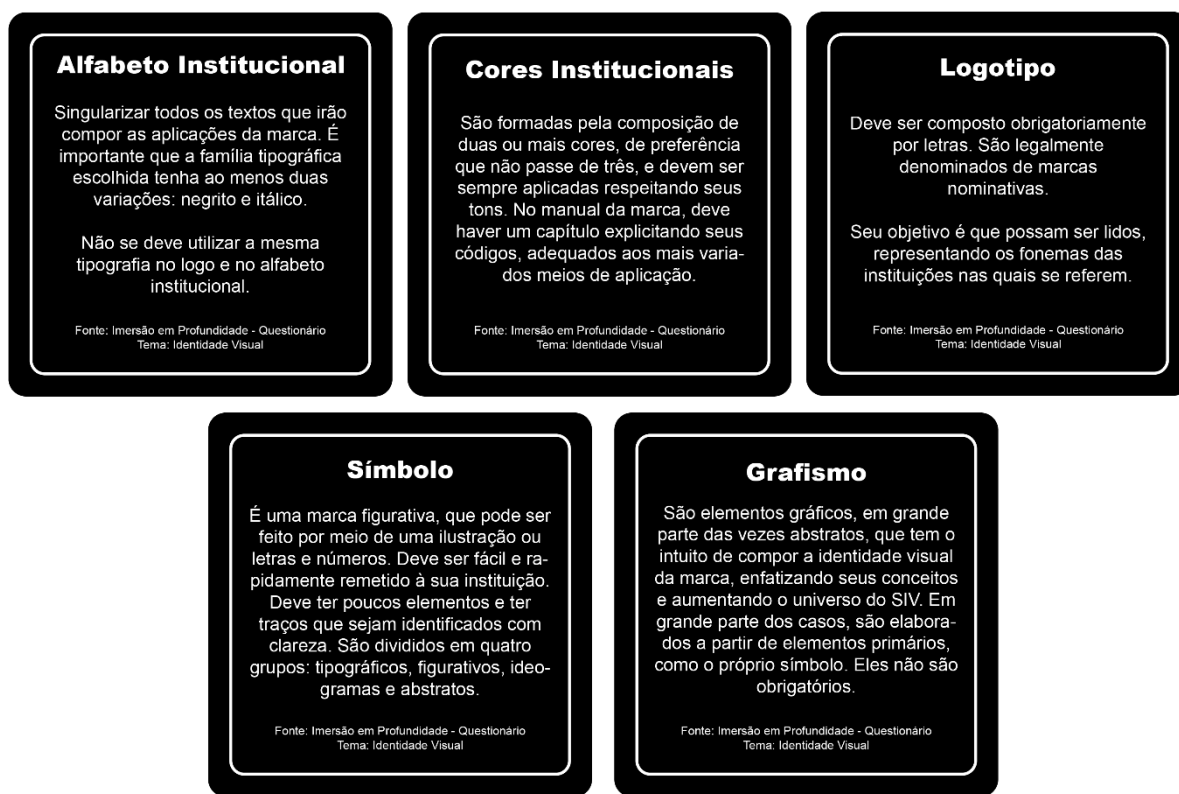 Alfabeto Institucional
Singularizar todos os textos que irão
compor as aplicações da marca. É
importante que a família tipográfica
escolhida tenha ao menos duas
variações: negrito e itálico.
Não se deve utilizar a mesma
tipografia no logo e no alfabeto
institucional.
Fonte: Imersão em Profundidade - Questionário
Tema: Identidade Visual
Cores Institucionais
São formadas pela composição de
duas ou mais cores, de preferência
que não passe de três, e devem ser
sempre aplicadas respeitando seus
tons. No manual da marca, deve
haver um capítulo explicitando seus
códigos, adequados aos mais varia-
dos meios de aplicação.
Fonte: Imersão em Profundidade - Questionário
Tema: Identidade Visual
Logotipo
Deve ser composto obrigatoriamente
por letras. São legalmente
denominados de marcas
nominativas.
Seu objetivo é que possam ser lidos,
representando os fonemas das
instituições nas quais se referem.
Fonte: Imersão em Profundidade - Questionário
Tema: Identidade Visual
Símbolo
É uma marca figurativa, que pode ser
feito por meio de uma ilustração ou
letras e números. Deve ser fácil e ra-
pidamente remetido à sua instituição.
Deve ter poucos elementos e ter
traços que sejam identificados com
clareza. São divididos em quatro
grupos: tipográficos, figurativos, ideo-
gramas e abstratos.
Fonte: Imersão em Profundidade - Questionário
Tema: Identidade Visual
Grafismo
São elementos gráficos, em grande
parte das vezes abstratos, que tem o
intuito de compor a identidade visual
da marca, enfatizando seus conceitos
e aumentando o universo do SIV. Em
grande parte dos casos, são elabora-
dos a partir de elementos primários,
como o próprio símbolo. Eles não são
obrigatórios.
Fonte: Imersão em Profundidade - Questionário
Tema: Identidade Visual